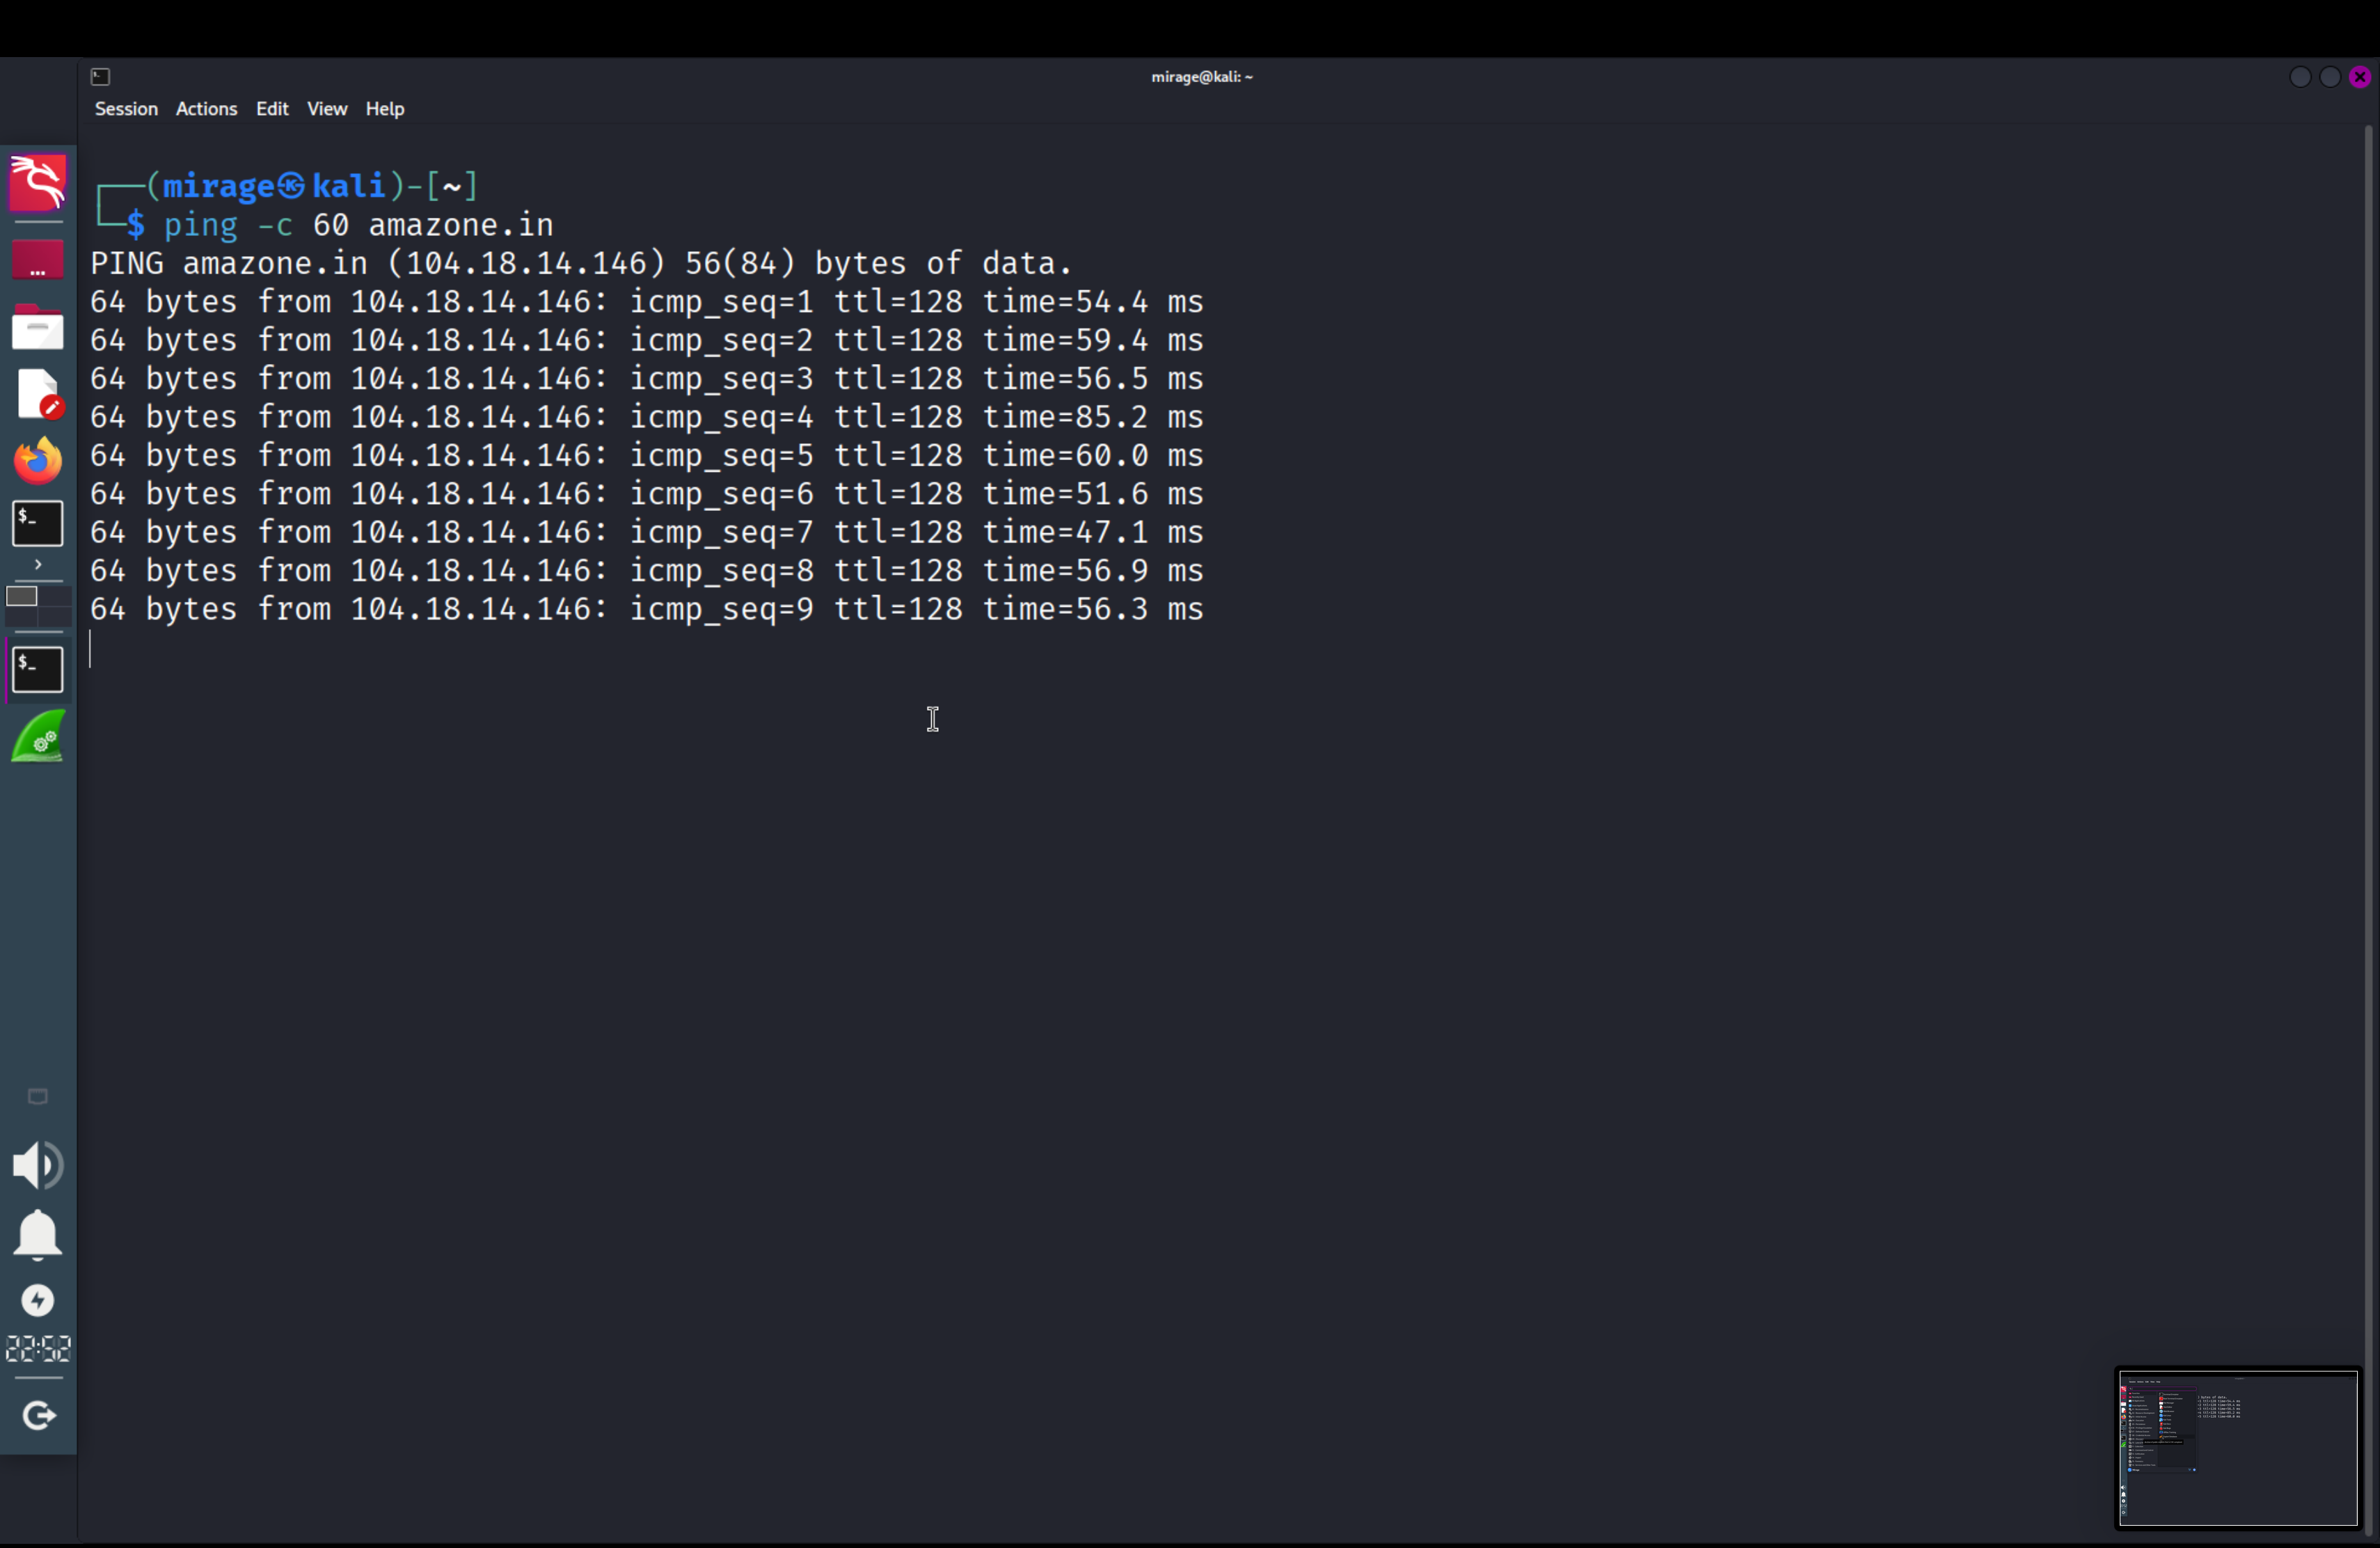 mirage@kali: ~
Session Actions Edit View Help
┌──(mirage㉿kali)-[~]
└─$ ping -c 60 amazone.in
PING amazone.in (104.18.14.146) 56(84) bytes of data.
64 bytes from 104.18.14.146: icmp_seq=1 ttl=128 time=54.4 ms
64 bytes from 104.18.14.146: icmp_seq=2 ttl=128 time=59.4 ms
64 bytes from 104.18.14.146: icmp_seq=3 ttl=128 time=56.5 ms
64 bytes from 104.18.14.146: icmp_seq=4 ttl=128 time=85.2 ms
64 bytes from 104.18.14.146: icmp_seq=5 ttl=128 time=60.0 ms
64 bytes from 104.18.14.146: icmp_seq=6 ttl=128 time=51.6 ms
64 bytes from 104.18.14.146: icmp_seq=7 ttl=128 time=47.1 ms
64 bytes from 104.18.14.146: icmp_seq=8 ttl=128 time=56.9 ms
64 bytes from 104.18.14.146: icmp_seq=9 ttl=128 time=56.3 ms
$_
$_
22:52